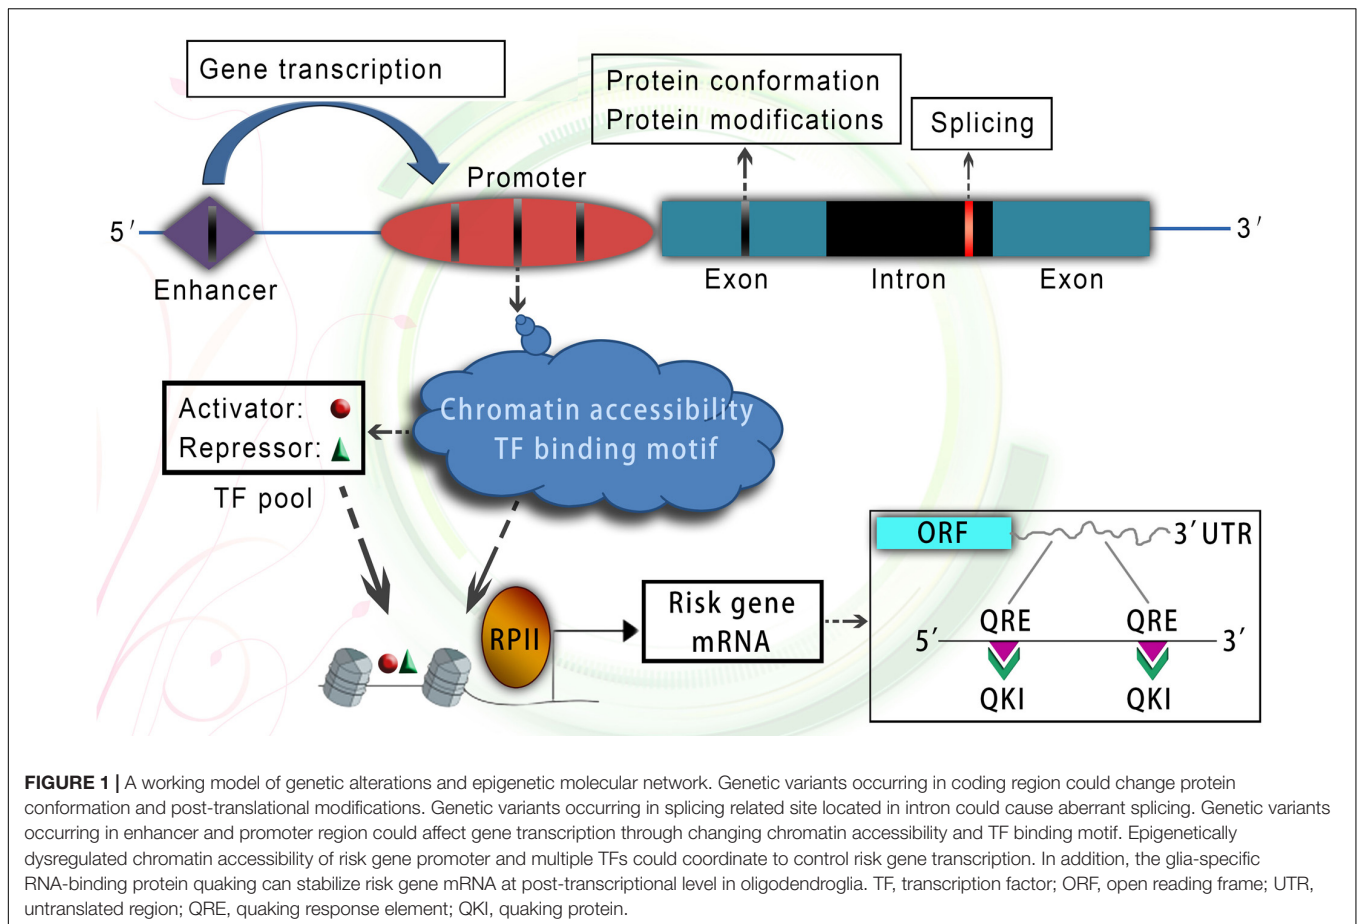 Gene transcription
Protein conformation
Protein modifications
Splicing
Promoter
5′
3′
Enhancer
Exon
Intron
Exon
Chromatin accessibility
TF binding motif
Activator:
Repressor:
TF pool
ORF
3′ UTR
RPII
Risk gene
mRNA
QRE
QRE
5′
3′
QKI
QKI
FIGURE 1 | A working model of genetic alterations and epigenetic molecular network. Genetic variants occurring in coding region could change protein
conformation and post-translational modifications. Genetic variants occurring in splicing related site located in intron could cause aberrant splicing. Genetic variants
occurring in enhancer and promoter region could affect gene transcription through changing chromatin accessibility and TF binding motif. Epigenetically
dysregulated chromatin accessibility of risk gene promoter and multiple TFs could coordinate to control risk gene transcription. In addition, the glia-specific
RNA-binding protein quaking can stabilize risk gene mRNA at post-transcriptional level in oligodendroglia. TF, transcription factor; ORF, open reading frame; UTR,
untranslated region; QRE, quaking response element; QKI, quaking protein.